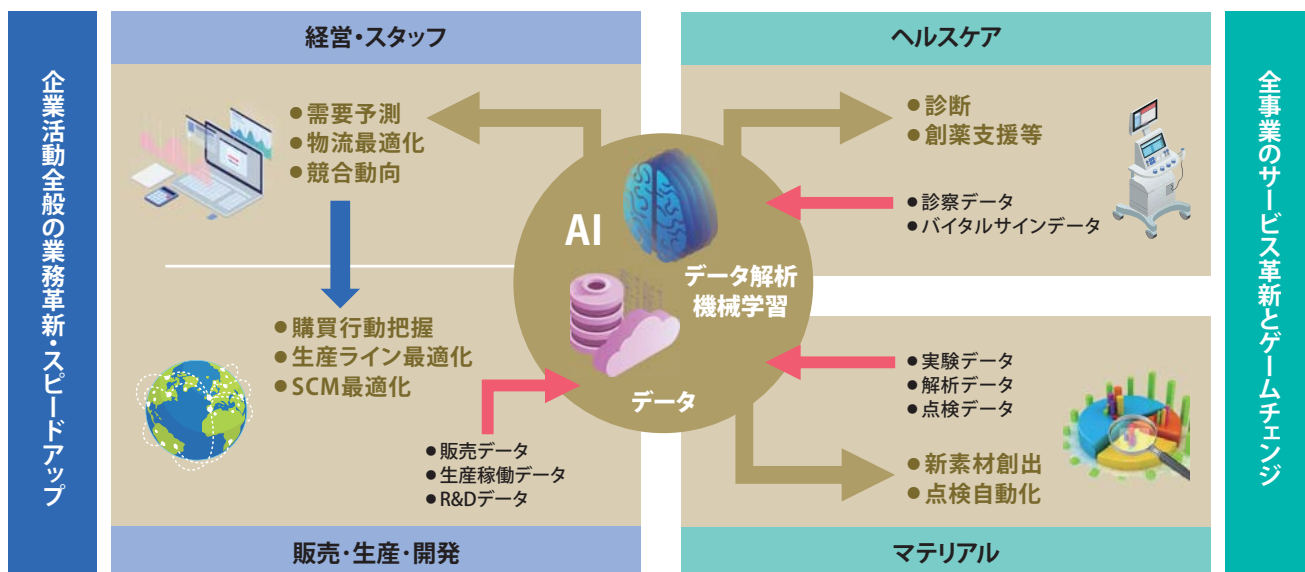 企業活動全般の業務革新・スピードアップ
経営・スタッフ
●需要予測
●物流最適化
●競合動向
●購買行動把握
●生産ライン最適化
●SCM最適化
●販売データ
●生産稼働データ
●R&Dデータ
販売・生産・開発
AI
データ解析
機械学習
データ
ヘルスケア
●診断
●創薬支援等
●診察データ
●バイタルサインデータ
●実験データ
●解析データ
●点検データ
●新素材創出
●点検自動化
マテリアル
全事業のサービス革新とゲームチェンジ